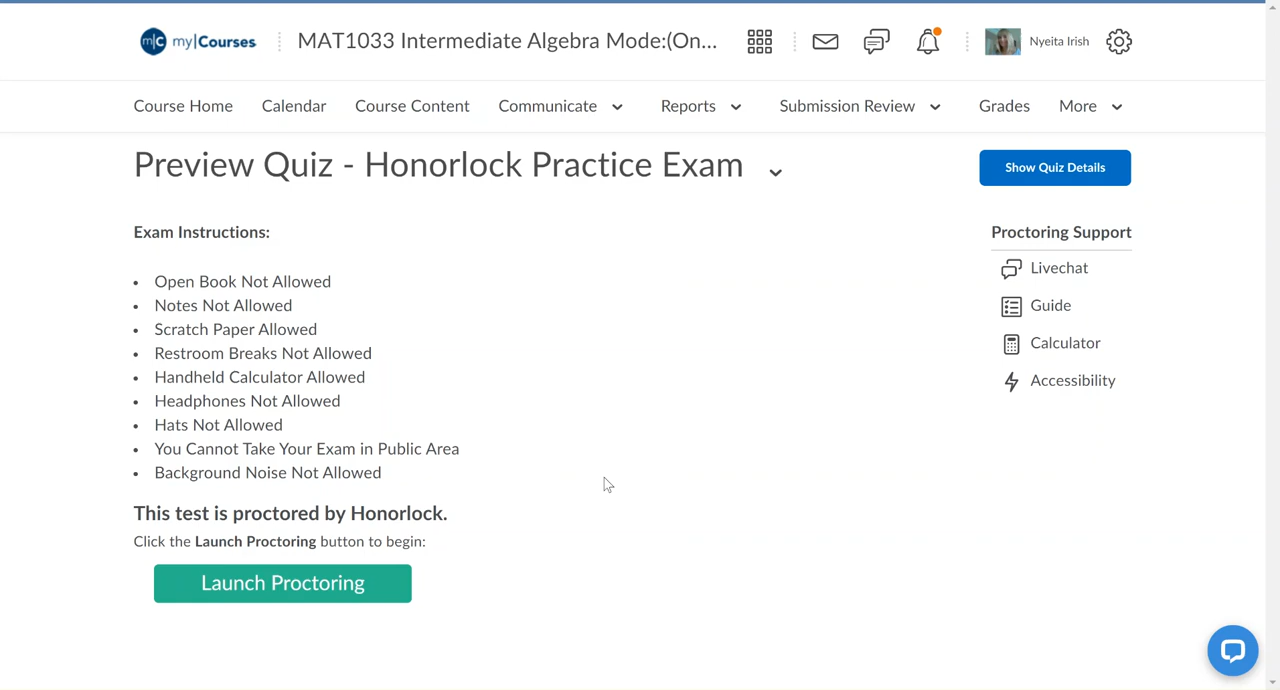 m|c my|Courses
MAT1033 Intermediate Algebra Mode:(On...
Nyeita Irish
Course Home
Calendar
Course Content
Communicate
Reports
Submission Review
Grades
More
Preview Quiz - Honorlock Practice Exam
Show Quiz Details
Exam Instructions:
• Open Book Not Allowed
• Notes Not Allowed
• Scratch Paper Allowed
• Restroom Breaks Not Allowed
• Handheld Calculator Allowed
• Headphones Not Allowed
• Hats Not Allowed
• You Cannot Take Your Exam in Public Area
• Background Noise Not Allowed
This test is proctored by Honorlock.
Click the Launch Proctoring button to begin:
Launch Proctoring
Proctoring Support
Livechat
Guide
Calculator
Accessibility